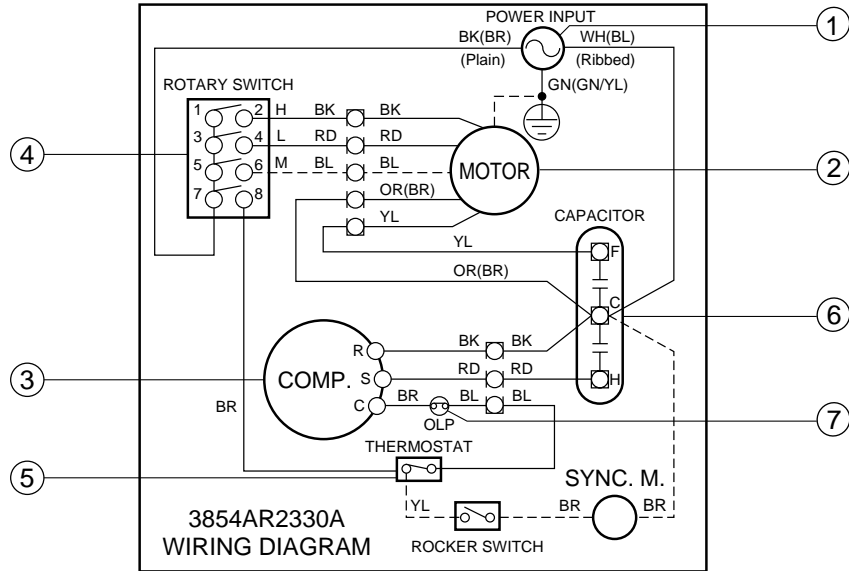 POWER INPUT
1
BK(BR)
WH(BL)
(Plain)
(Ribbed)
GN(GN/YL)
ROTARY SWITCH
1 2 H BK BK
3 4 L RD RD
4
5 6 M BL BL
MOTOR
2
7 8
OR(BR)
YL
CAPACITOR
YL
F
OR(BR)
C
6
R BK BK
3
COMP.
S RD RD H
C BR BL BL
BR
OLP
7
THERMOSTAT
5
SYNC. M.
YL
BR
BR
3854AR2330A
WIRING DIAGRAM
ROCKER SWITCH